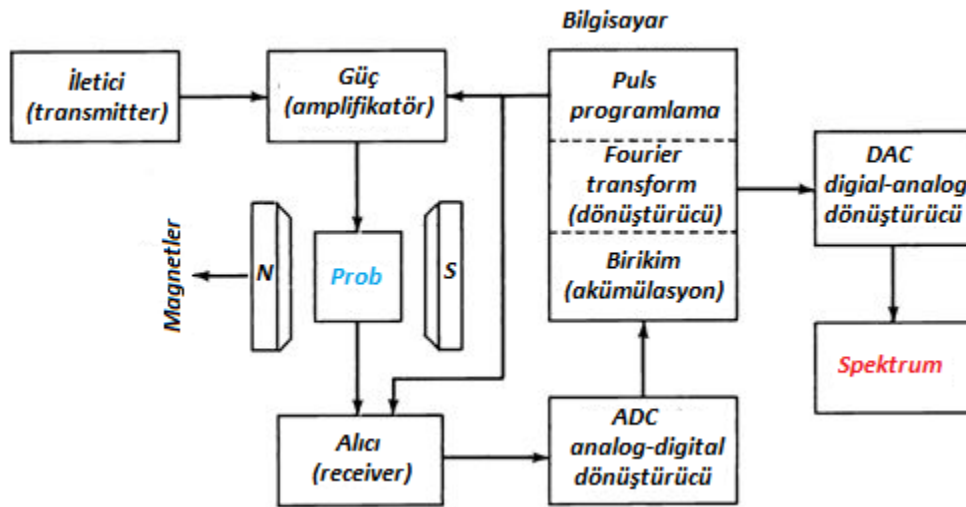 Bilgisayar
İletici
(transmitter)
Güç
(amplifikatör)
Puls
programlama
Fourier
transform
(dönüştürücü)
Birikim
(akümülasyon)
DAC
digial-analog
dönüştürücü
Magnetler
N
Prob
S
Spektrum
Alıcı
(receiver)
ADC
analog-digital
dönüştürücü